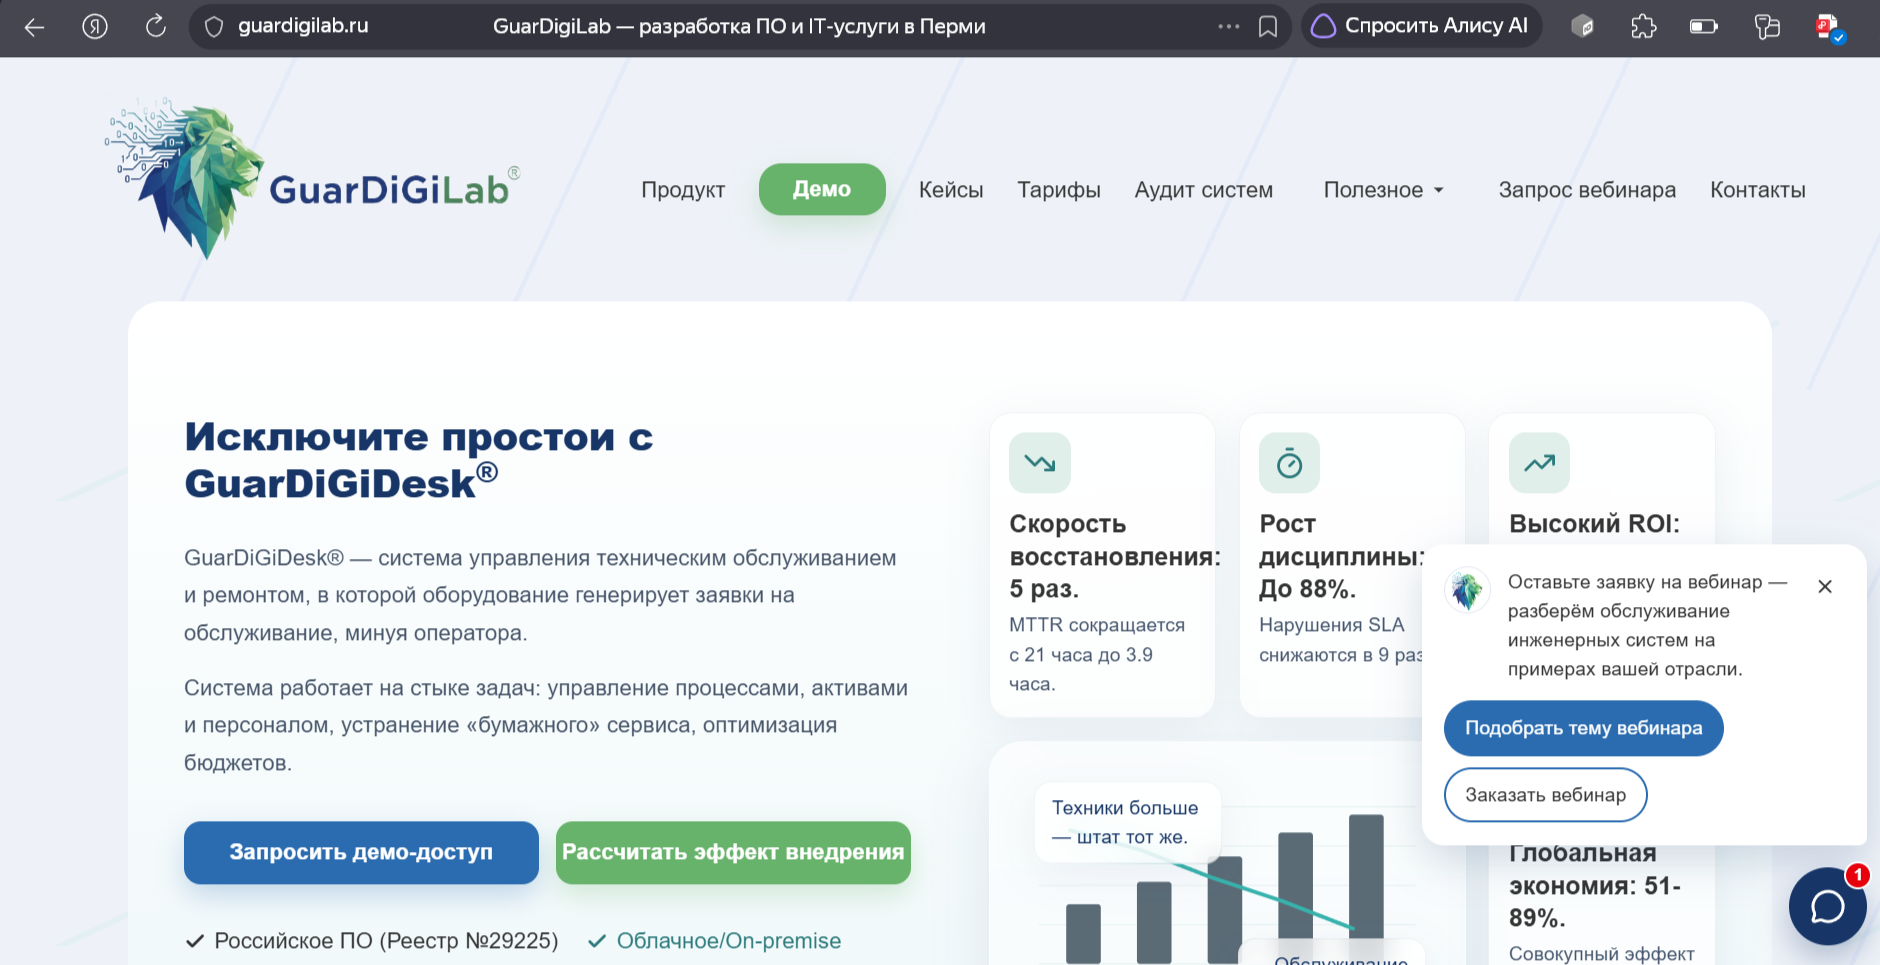 guardigilab.ru
GuarDigiLab — разработка ПО и IT-услуги в Перми
Спросить Алису AI
GuarDiGiLab®
Продукт
Демо
Кейсы
Тарифы
Аудит систем
Полезное
Запрос вебинара
Контакты
Исключите простои с
GuarDiGiDesk®
GuarDiGiDesk® — система управления техническим обслуживанием
и ремонтом, в которой оборудование генерирует заявки на
обслуживание, минуя оператора.
Система работает на стыке задач: управление процессами, активами
и персоналом, устранение «бумажного» сервиса, оптимизация
бюджетов.
Запросить демо-доступ
Рассчитать эффект внедрения
Российское ПО (Реестр №29225)
Облачное/On-premise
Скорость
восстановления:
5 раз.
MTTR сокращается
с 21 часа до 3.9
часа.
Рост
дисциплины:
До 88%.
Нарушения SLA
снижаются в 9 раз
Высокий ROI:
Техники больше
— штат тот же.
Обслуживание
Глобальная
экономия: 51-
89%.
Совокупный эффект
Оставьте заявку на вебинар —
разберём обслуживание
инженерных систем на
примерах вашей отрасли.
Подобрать тему вебинара
Заказать вебинар
1